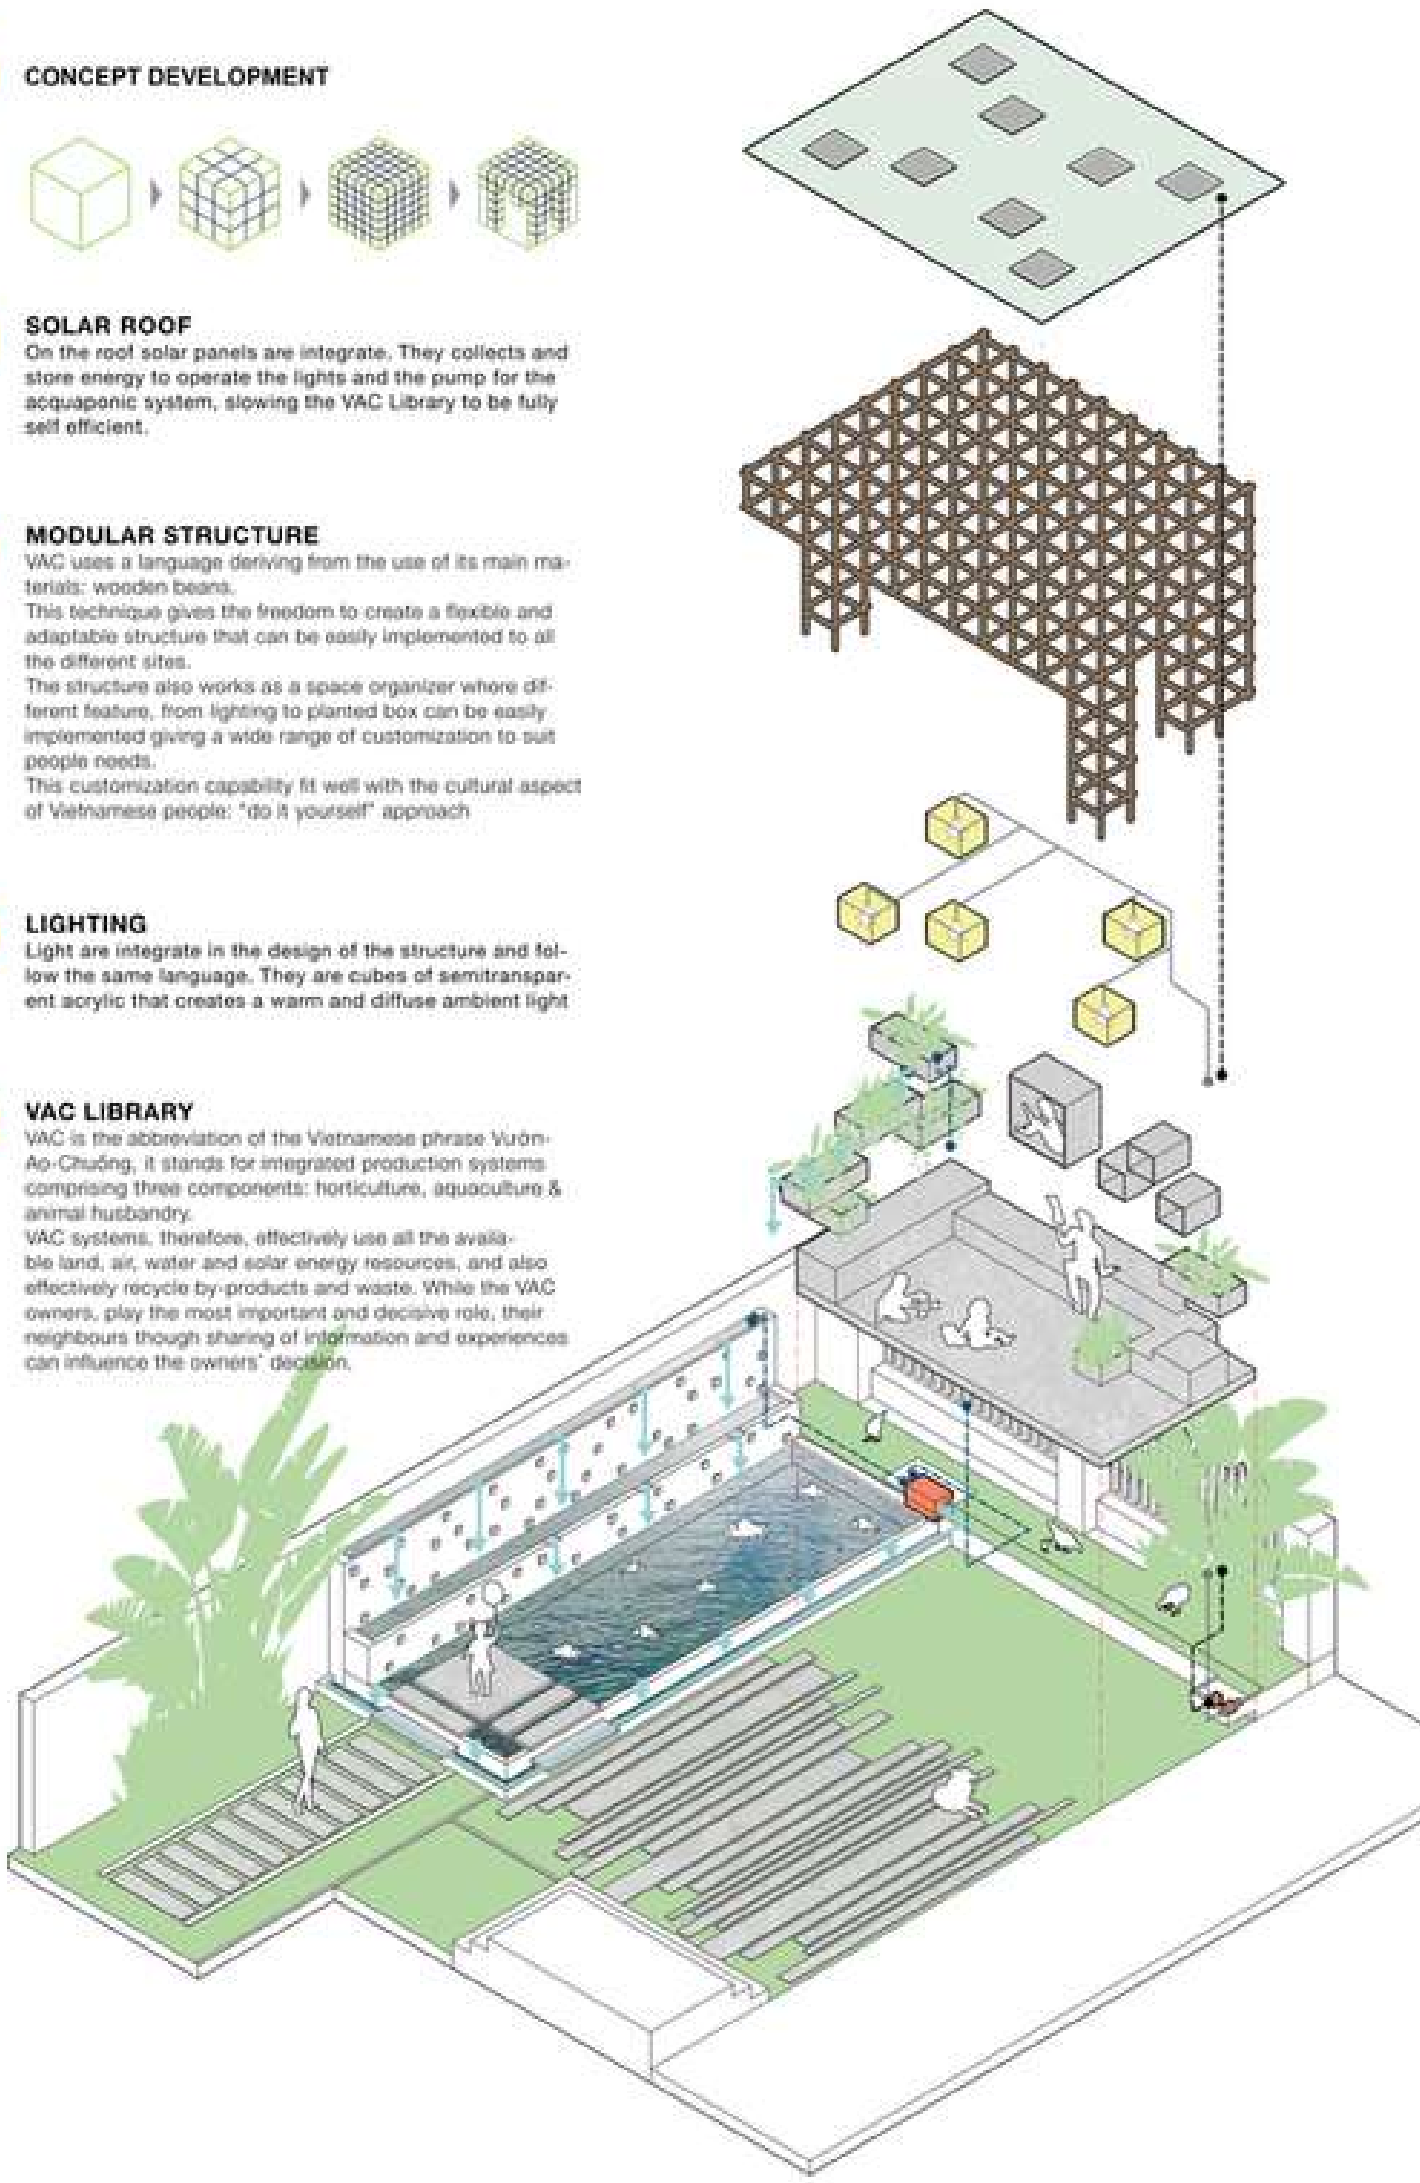 CONCEPT DEVELOPMENT
SOLAR ROOF
On the roof solar panels are integrate. They collects and
store energy to operate the lights and the pump for the
acquaponic system, slowing the VAC Library to be fully
self efficient.
MODULAR STRUCTURE
VAC uses a language deriving from the use of its main ma-
terials: wooden beans.
This technique gives the freedom to create a flexible and
adaptable structure that can be easily implemented to all
the different sites.
The structure also works as a space organizer where dif-
ferent feature, from lighting to planted box can be easily
implemented giving a wide range of customization to suit
people needs.
This customization capability fit well with the cultural aspect
of Vietnamese people: "do it yourself" approach
LIGHTING
Light are integrate in the design of the structure and fol-
low the same language. They are cubes of semitranspar-
ent acrylic that creates a warm and diffuse ambient light
VAC LIBRARY
VAC is the abbreviation of the Vietnamese phrase Vườn-
Ao-Chuồng, it stands for integrated production systems
comprising three components: horticulture, aquaculture &
animal husbandry.
VAC systems, therefore, effectively use all the availa-
ble land, air, water and solar energy resources, and also
effectively recycle by-products and waste. While the VAC
owners, play the most important and decisive role, their
neighbours though sharing of information and experiences
can influence the owners' decision.